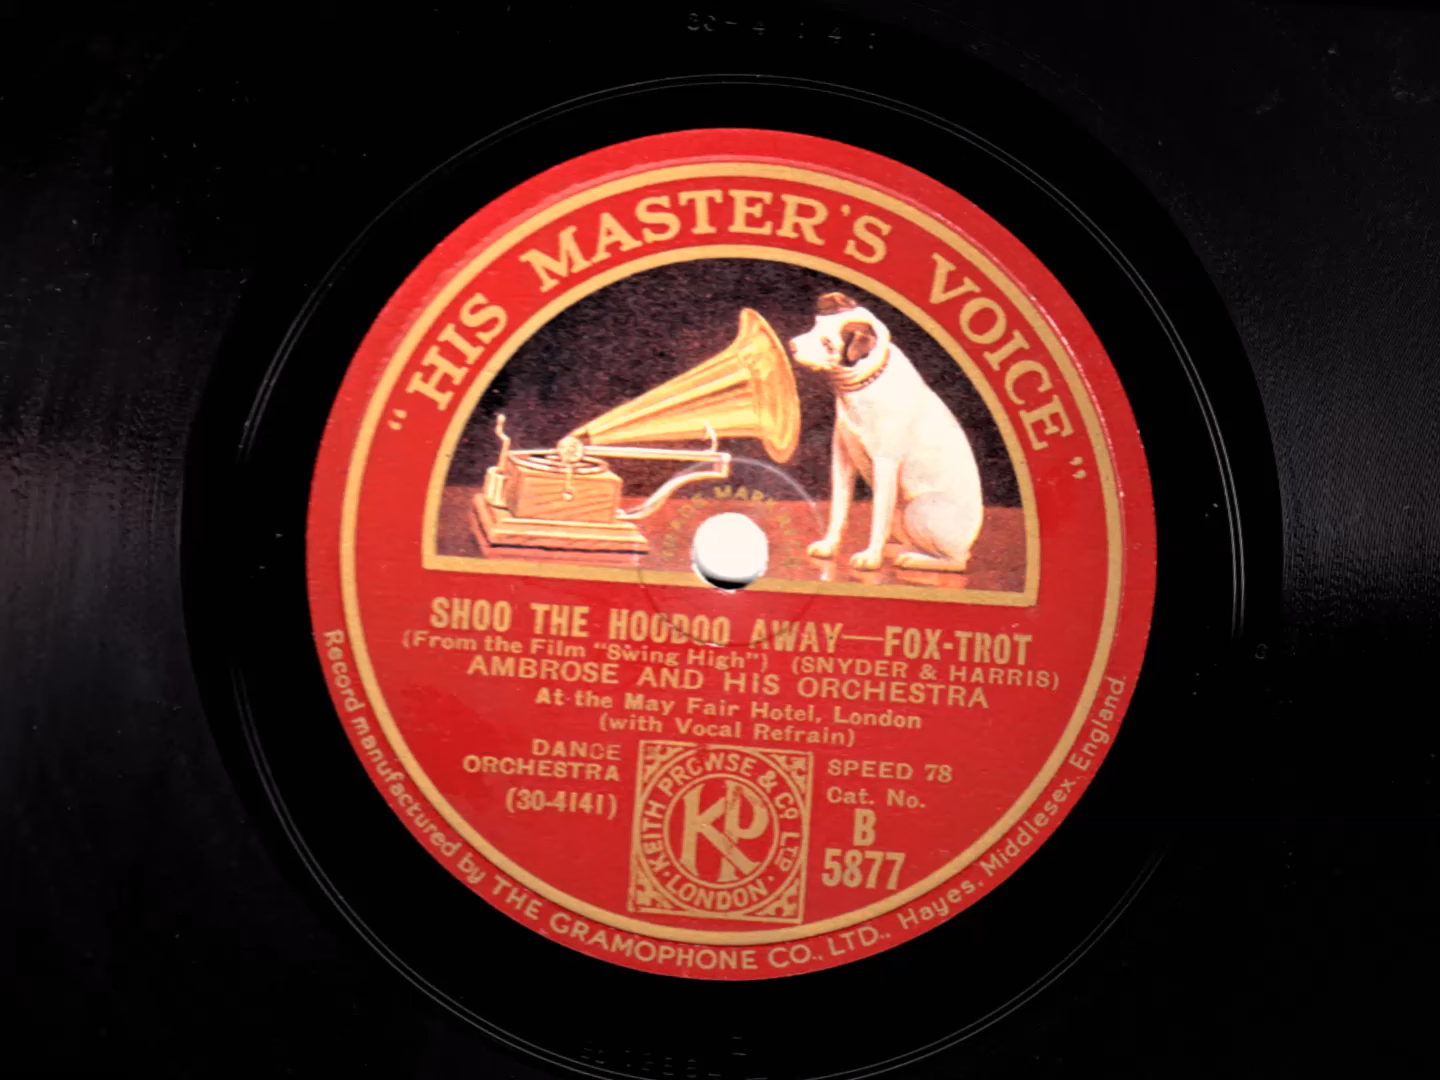 30-4141
"HIS MASTER'S VOICE"
SHOO THE HOODOO AWAY—FOX-TROT
(From the Film "Swing High") (SNYDER & HARRIS)
AMBROSE AND HIS ORCHESTRA
At the May Fair Hotel, London
(with Vocal Refrain)
DANCE
ORCHESTRA
(30-4141)
KEITH PROWSE & CO LTD
KP
LONDON
SPEED 78
Cat. No.
B
5877
Record manufactured by THE GRAMOPHONE CO., LTD., Hayes, Middlesex, England.